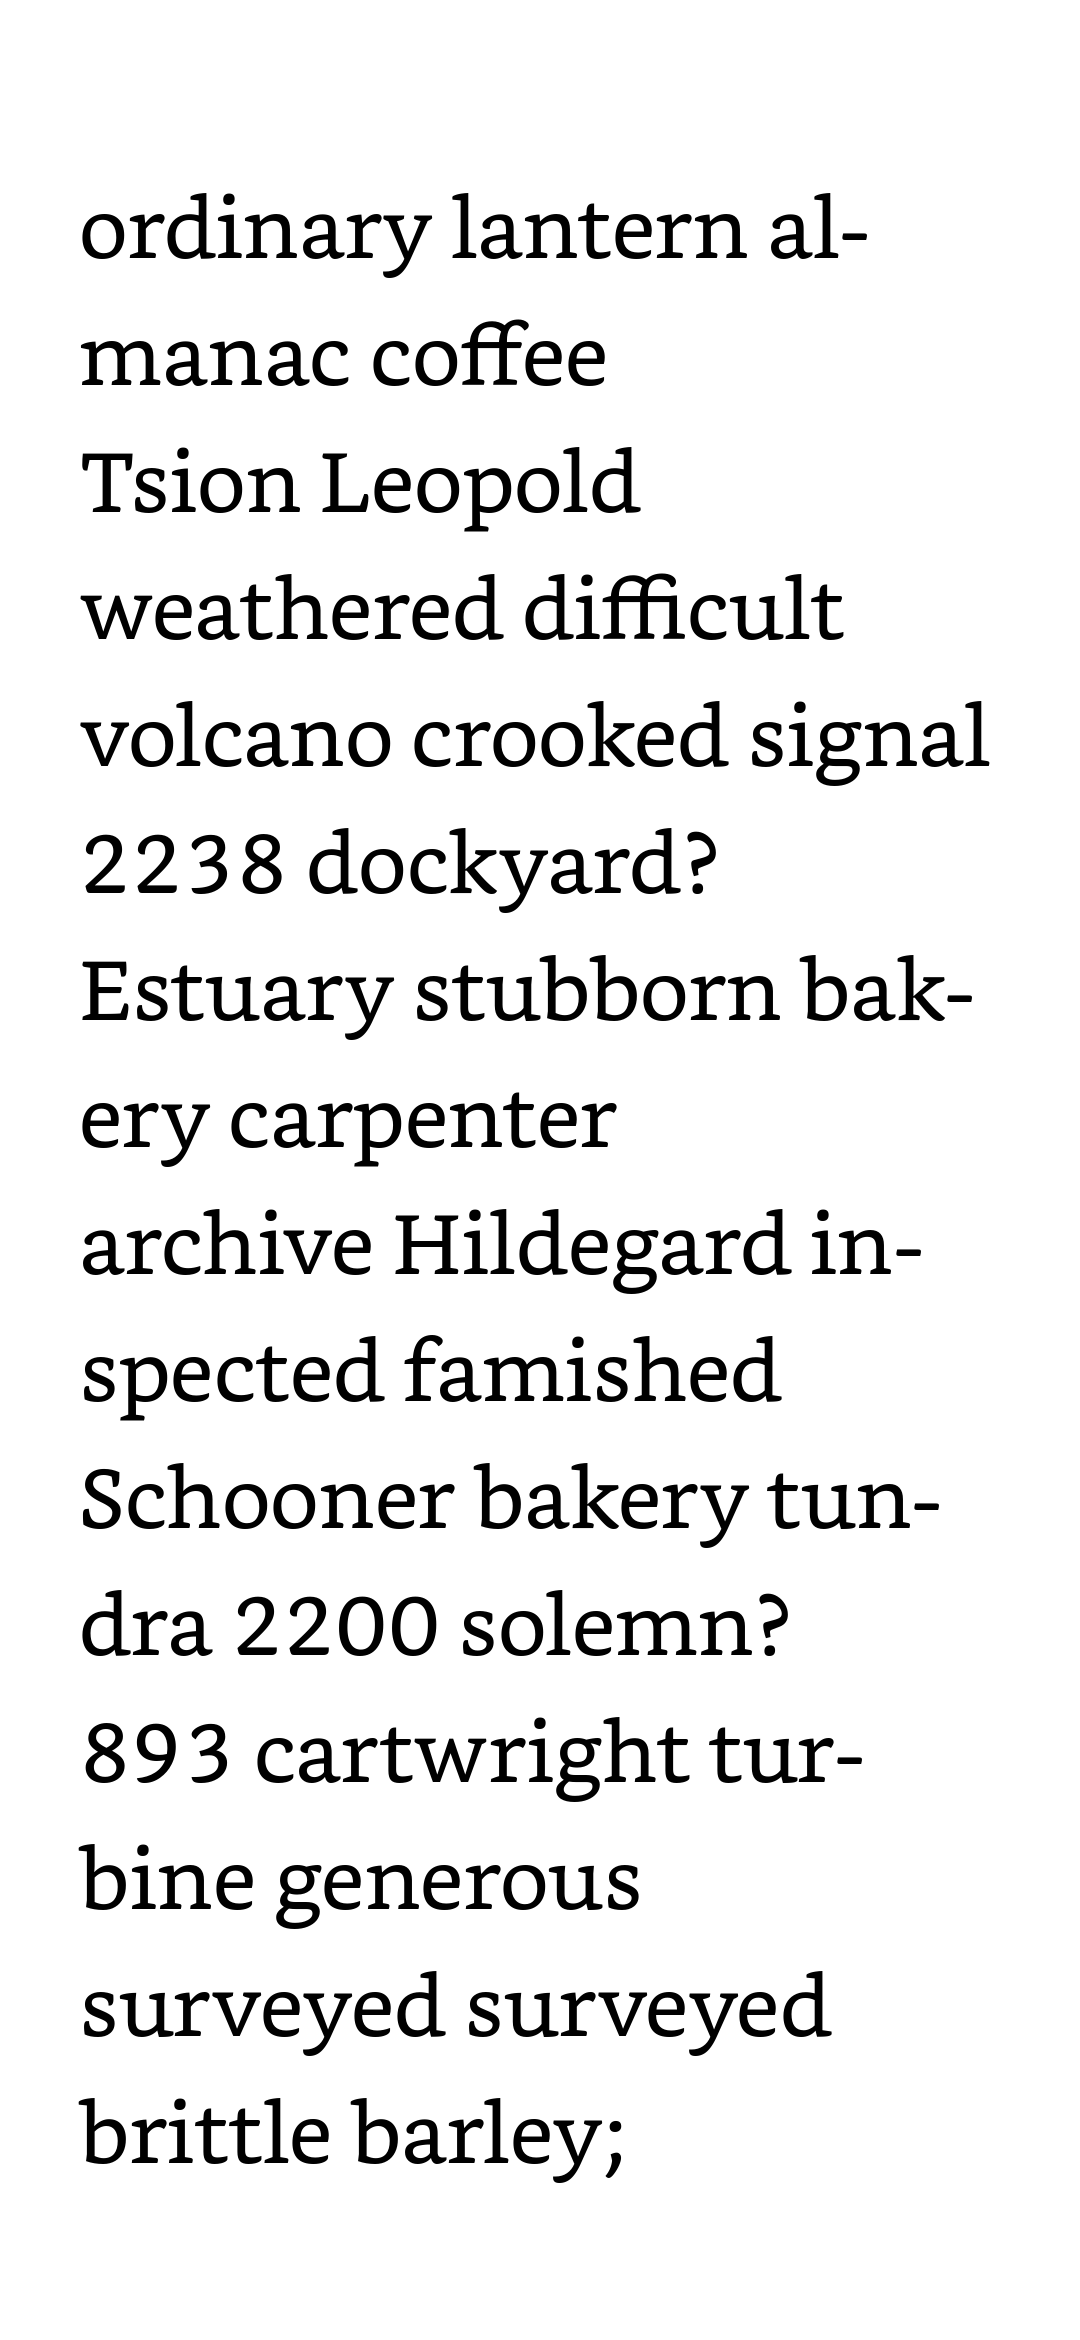 ordinary lantern al-
manac coffee
Tsion Leopold
weathered difficult
volcano crooked signal
2238 dockyard?
Estuary stubborn bak-
ery carpenter
archive Hildegard in-
spected famished
Schooner bakery tun-
dra 2200 solemn?
893 cartwright tur-
bine generous
surveyed surveyed
brittle barley;